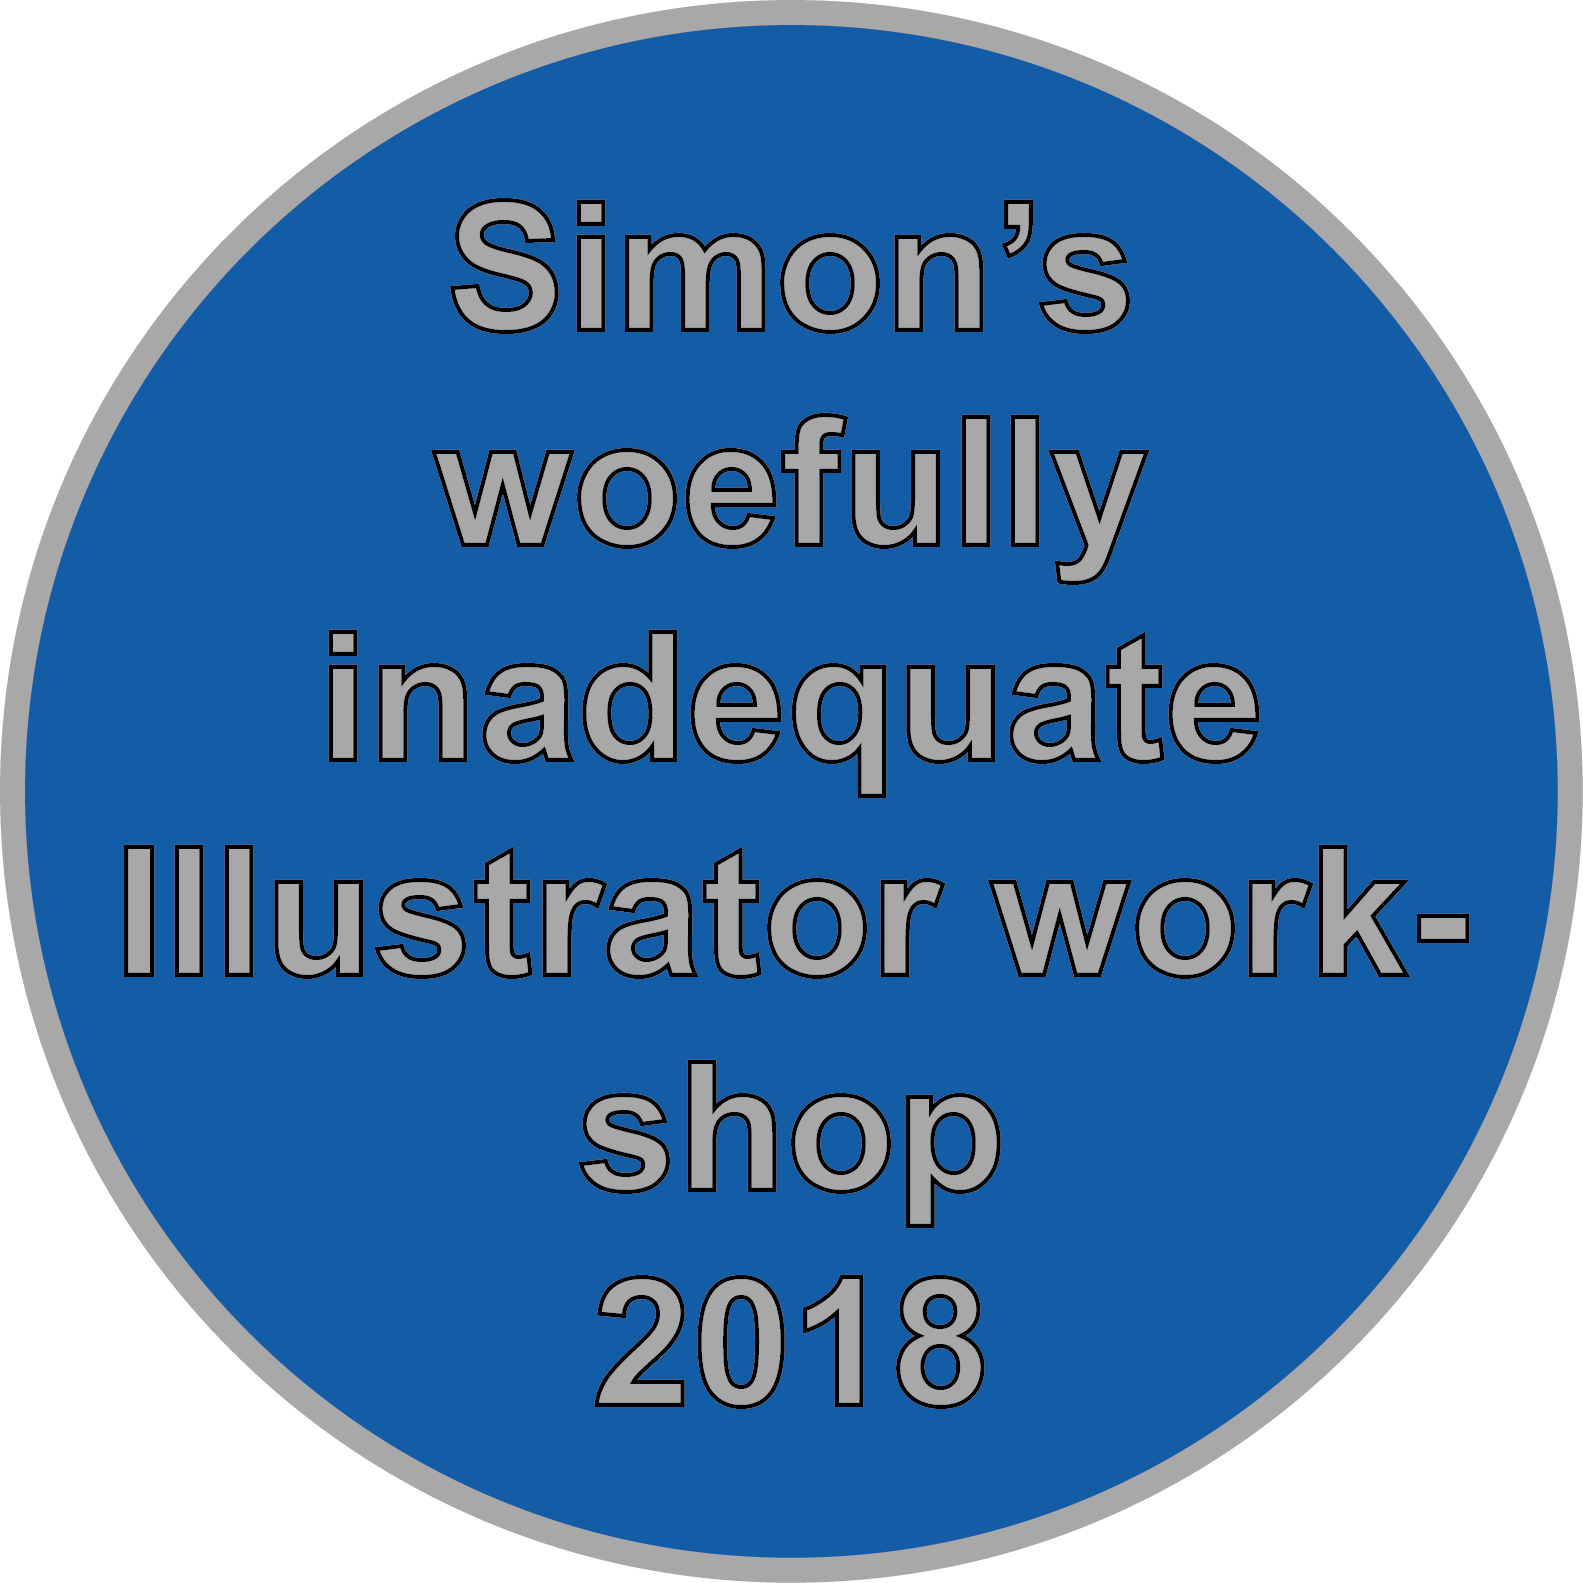 Simon’s
woefully
inadequate
Illustrator work-
shop
2018